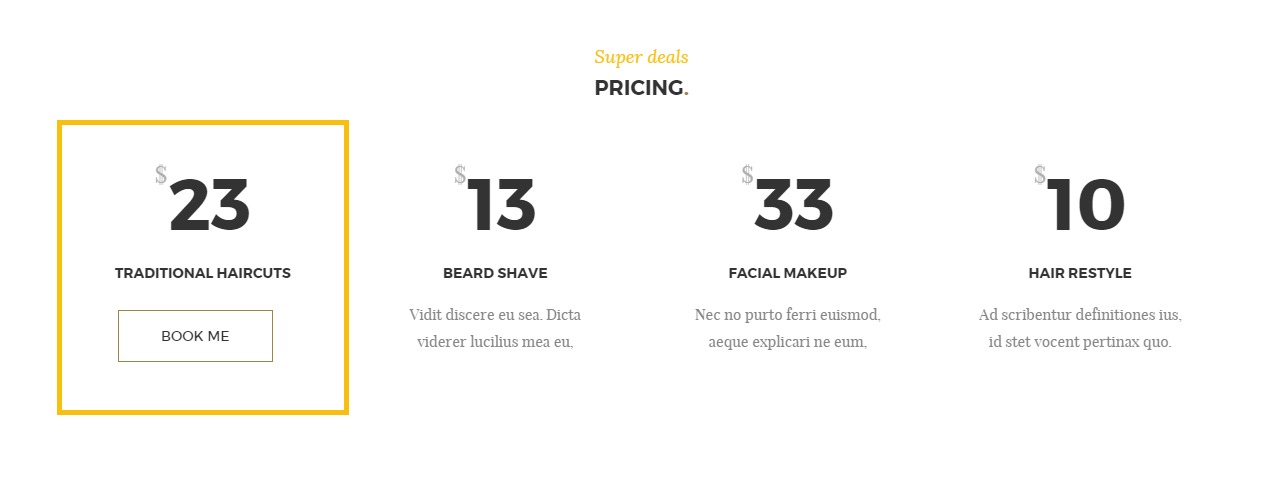 Super deals
PRICING.
$23
TRADITIONAL HAIRCUTS
BOOK ME
$13
BEARD SHAVE
Vidit discere eu sea. Dicta
viderer lucilius mea eu,
$33
FACIAL MAKEUP
Nec no purto ferri euismod,
aeque explicari ne eum,
$10
HAIR RESTYLE
Ad scribentur definitiones ius,
id stet vocent pertinax quo.